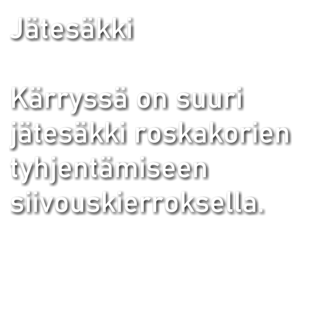 Jätesäkki
Kärryssä on suuri
jätesäkki roskakorien
tyhjentämiseen
siivouskierroksella.